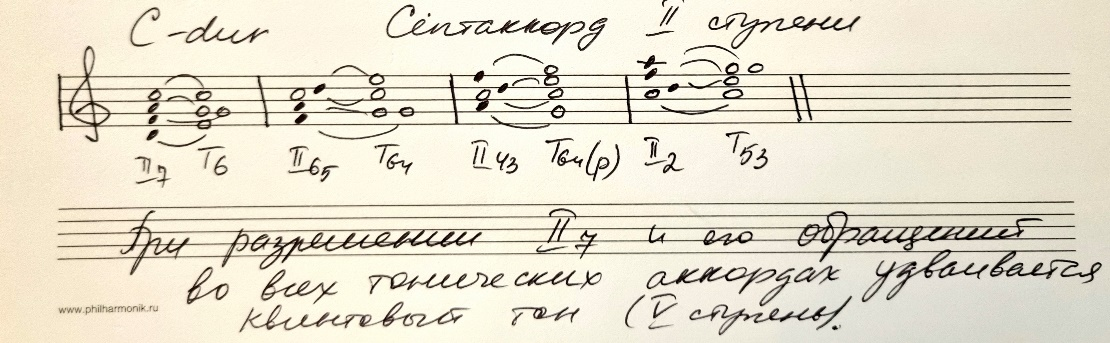 C-dur Септаккорд II ступени
II7 T6 II65 T64 II43 T64(р) II2 T53
При разрешении II7 и его обращений
во всех тонических аккордах удваивается
квинтовый тон (V ступень).
www.philharmonik.ru